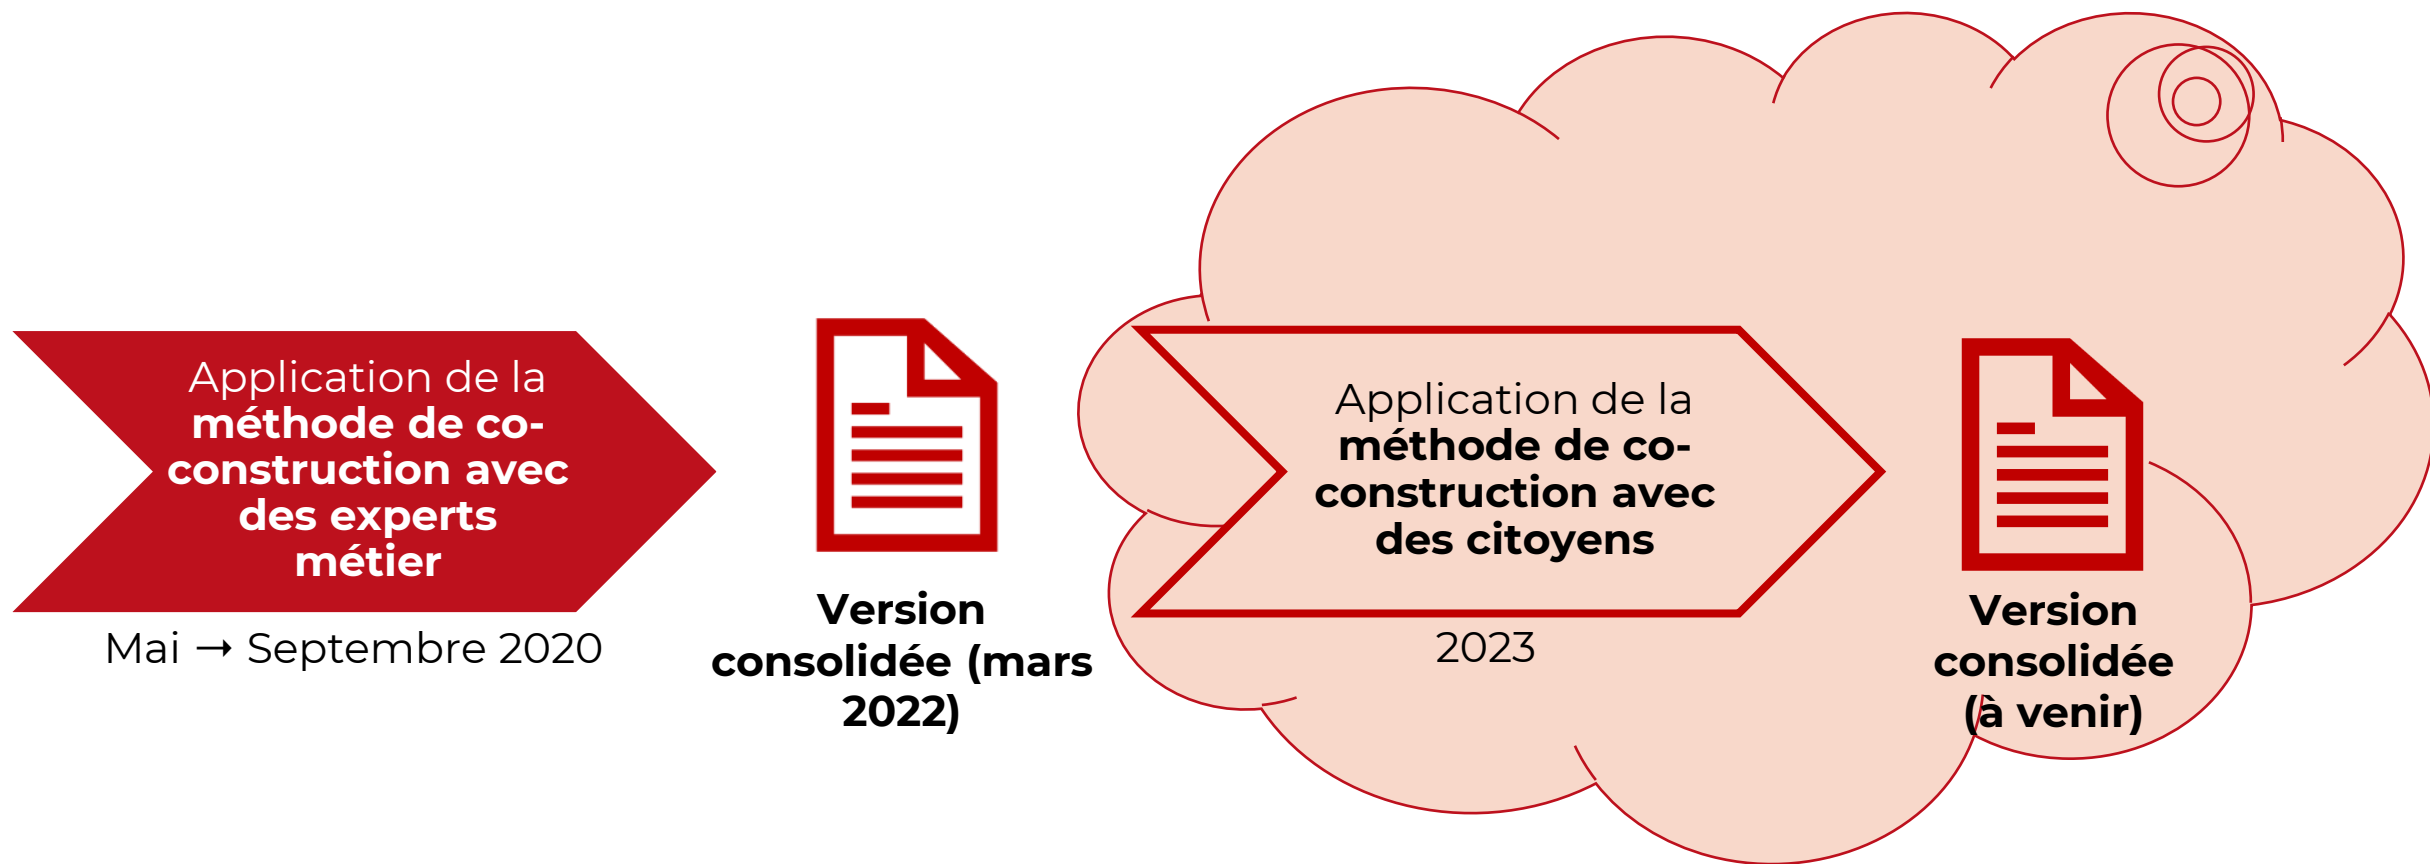 Application de la
méthode de co-
construction avec
des experts
métier
Mai → Septembre 2020
Version
consolidée (mars
2022)
Application de la
méthode de co-
construction avec
des citoyens
2023
Version
consolidée
(à venir)